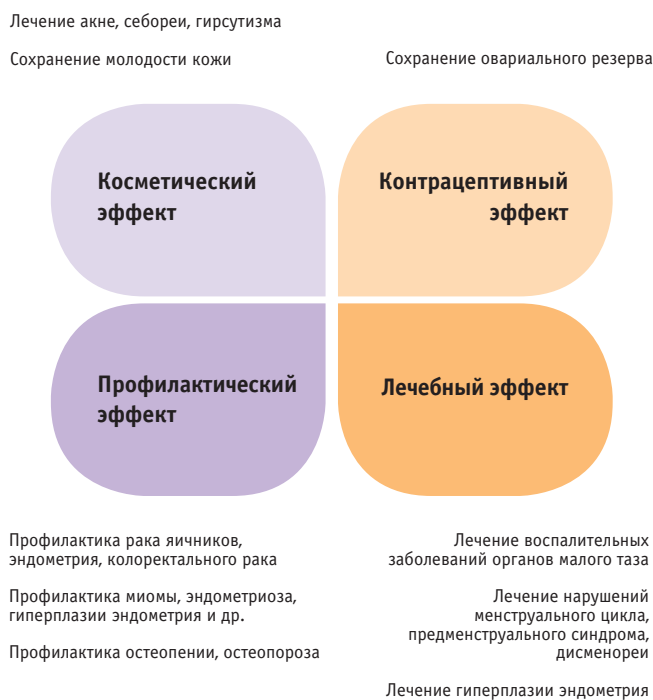 Лечение акне, себореи, гирсутизма
Сохранение молодости кожи
Сохранение овариального резерва
Косметический
эффект
Контрацептивный
эффект
Профилактический
эффект
Лечебный эффект
Профилактика рака яичников,
эндометрия, колоректального рака
Профилактика миомы, эндометриоза,
гиперплазии эндометрия и др.
Профилактика остеопении, остеопороза
Лечение воспалительных
заболеваний органов малого таза
Лечение нарушений
менструального цикла,
предменструального синдрома,
дисменореи
Лечение гиперплазии эндометрия